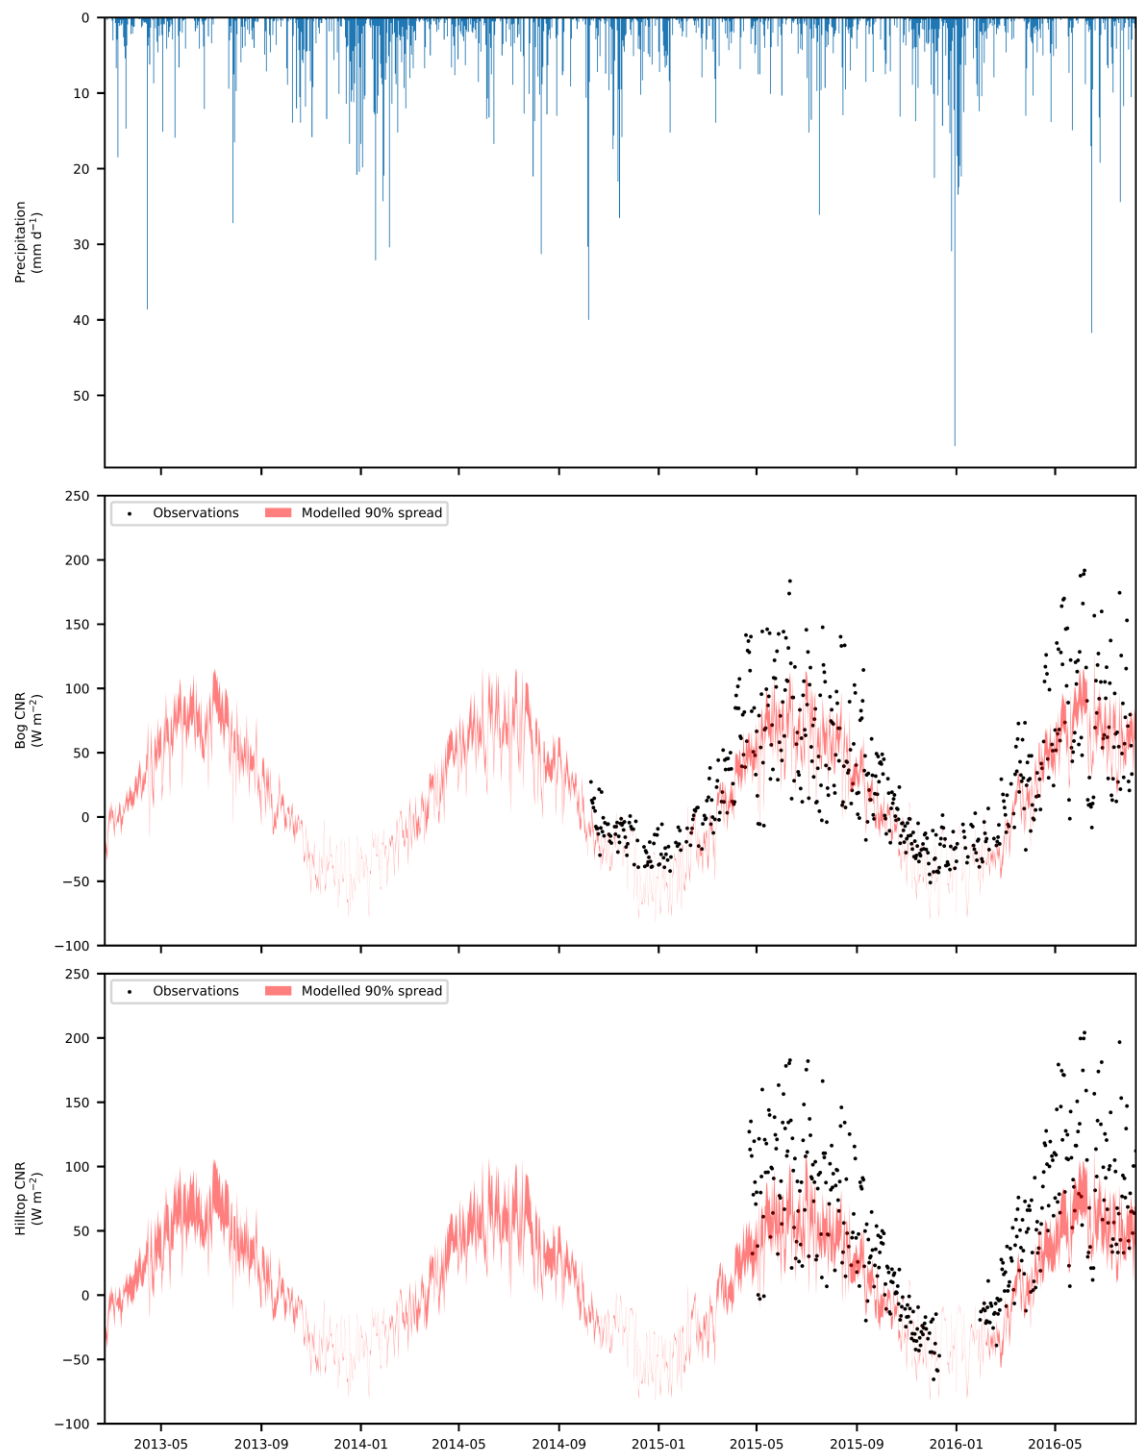 0
10
20
30
40
50
Precipitation
(mm d⁻¹)
250
200
150
100
50
0
−50
−100
Bog CNR
(W m⁻²)
Observations Modelled 90% spread
250
200
150
100
50
0
−50
−100
Hilltop CNR
(W m⁻²)
Observations Modelled 90% spread
2013-05 2013-09 2014-01 2014-05 2014-09 2015-01 2015-05 2015-09 2016-01 2016-05